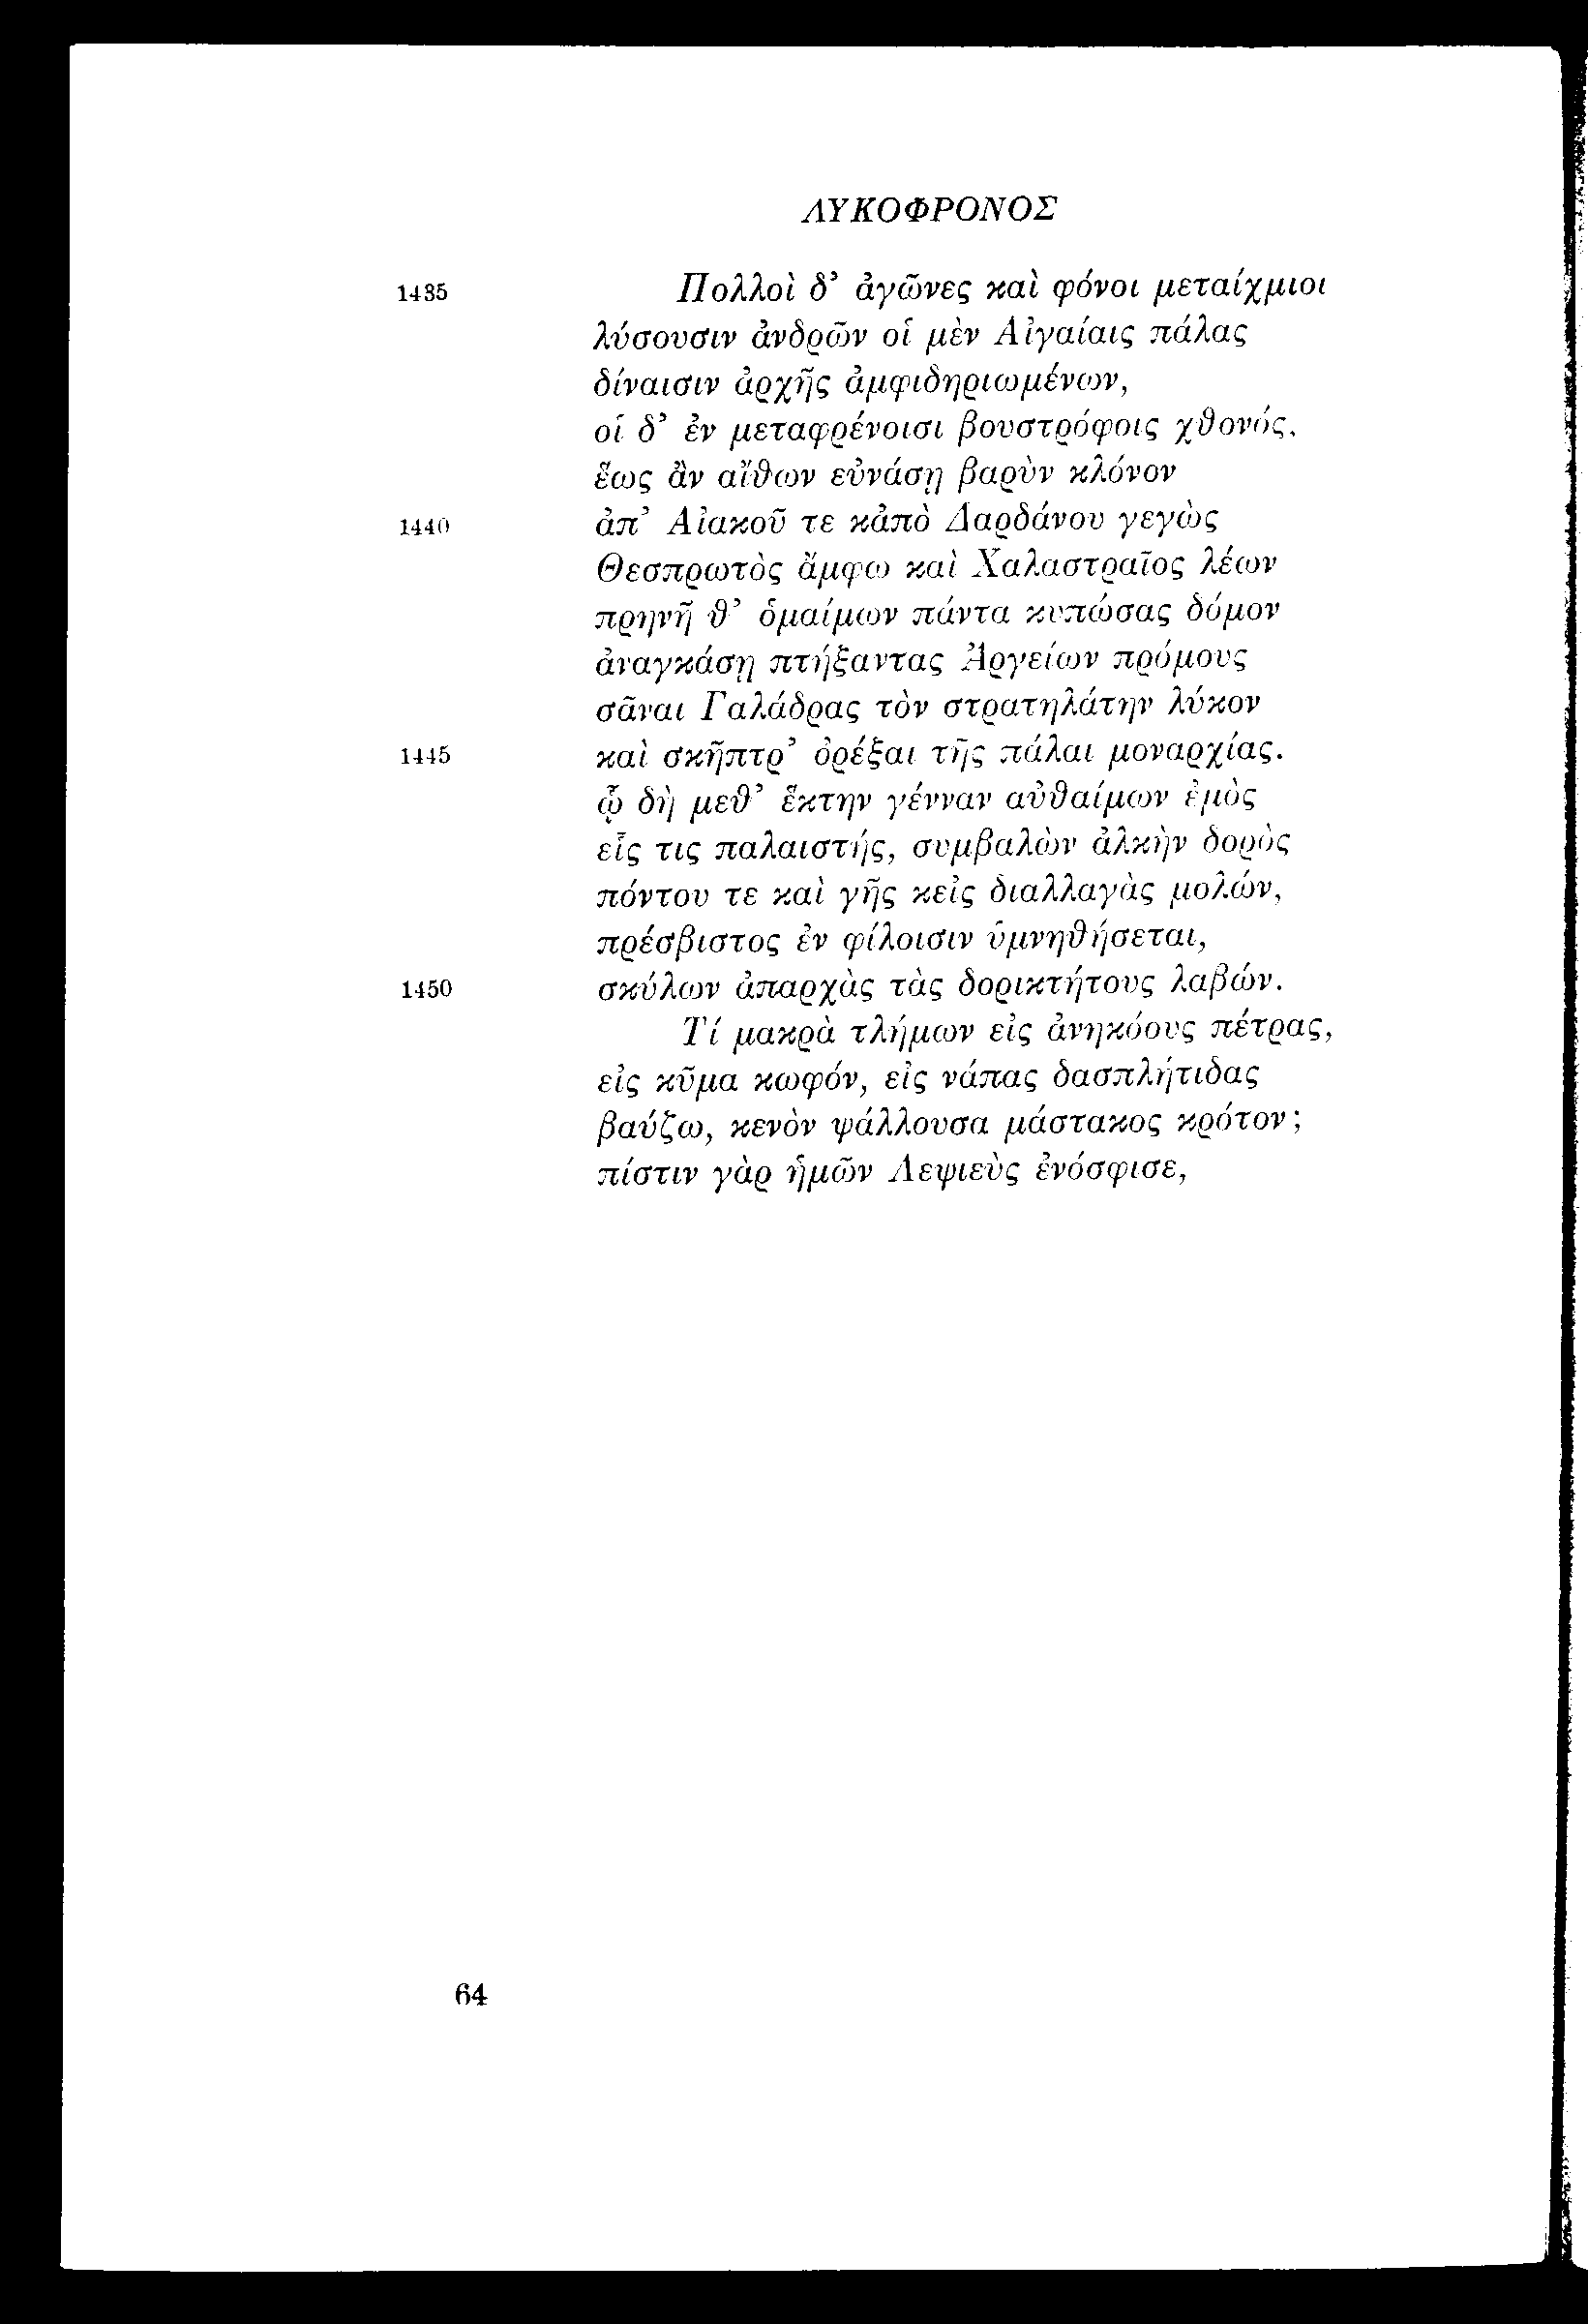 ΛΥΚΟΦΡΟΝΟΣ
1435 Πολλοὶ δ’ ἀγῶνες καὶ φόνοι μεταίχμιοι
λύσουσιν ἀνδρῶν οἱ μὲν Αἰγαίαις πάλας
δίναισιν ἀρχῆς ἀμφιδηριωμένων,
οἱ δ’ ἐν μεταφρένοισι βουστρόφοις χθονός,
ἕως ἂν αἴθων εὐνάσῃ βαρὺν κλόνον
1440 ἀπ’ Αἰακοῦ τε κἀπὸ Δαρδάνου γεγὼς
Θεσπρωτὸς ἄμφω καὶ Χαλαστραῖος λέων
πρηνῆ θ’ ὁμαίμων πάντα κυπώσας δόμον
ἀναγκάσῃ πτήξαντας Ἀργείων πρόμους
σᾶναι Γαλάδρας τὸν στρατηλάτην λύκον
1445 καὶ σκῆπτρ’ ὀρέξαι τῆς πάλαι μοναρχίας.
ᾧ δὴ μεθ’ ἕκτην γένναν αὐθαίμων ἐμὸς
εἷς τις παλαιστής, συμβαλὼν ἀλκὴν δορὸς
πόντου τε καὶ γῆς κεἰς διαλλαγὰς μολών,
πρέσβιστος ἐν φίλοισιν ὑμνηθήσεται,
1450 σκύλων ἀπαρχὰς τὰς δορικτήτους λαβών.
Τί μακρὰ τλήμων εἰς ἀνηκόους πέτρας,
εἰς κῦμα κωφόν, εἰς νάπας δασπλήτιδας
βαΰζω, κενὸν ψάλλουσα μάστακος κρότον;
πίστιν γὰρ ἡμῶν Λεψιεὺς ἐνόσφισε,
64